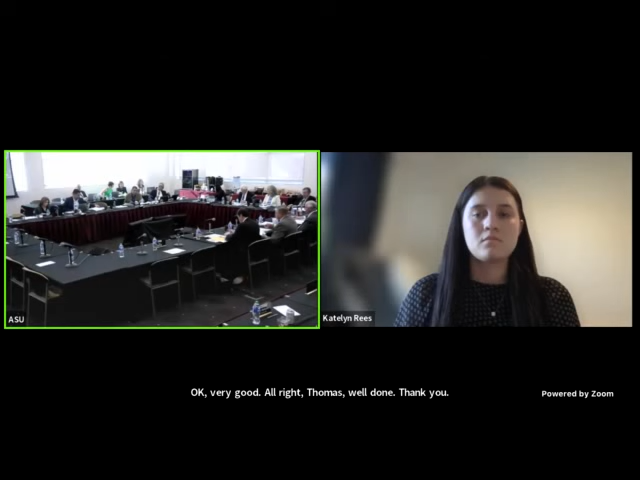 ASU
Katelyn Rees
OK, very good. All right, Thomas, well done. Thank you.
Powered by Zoom